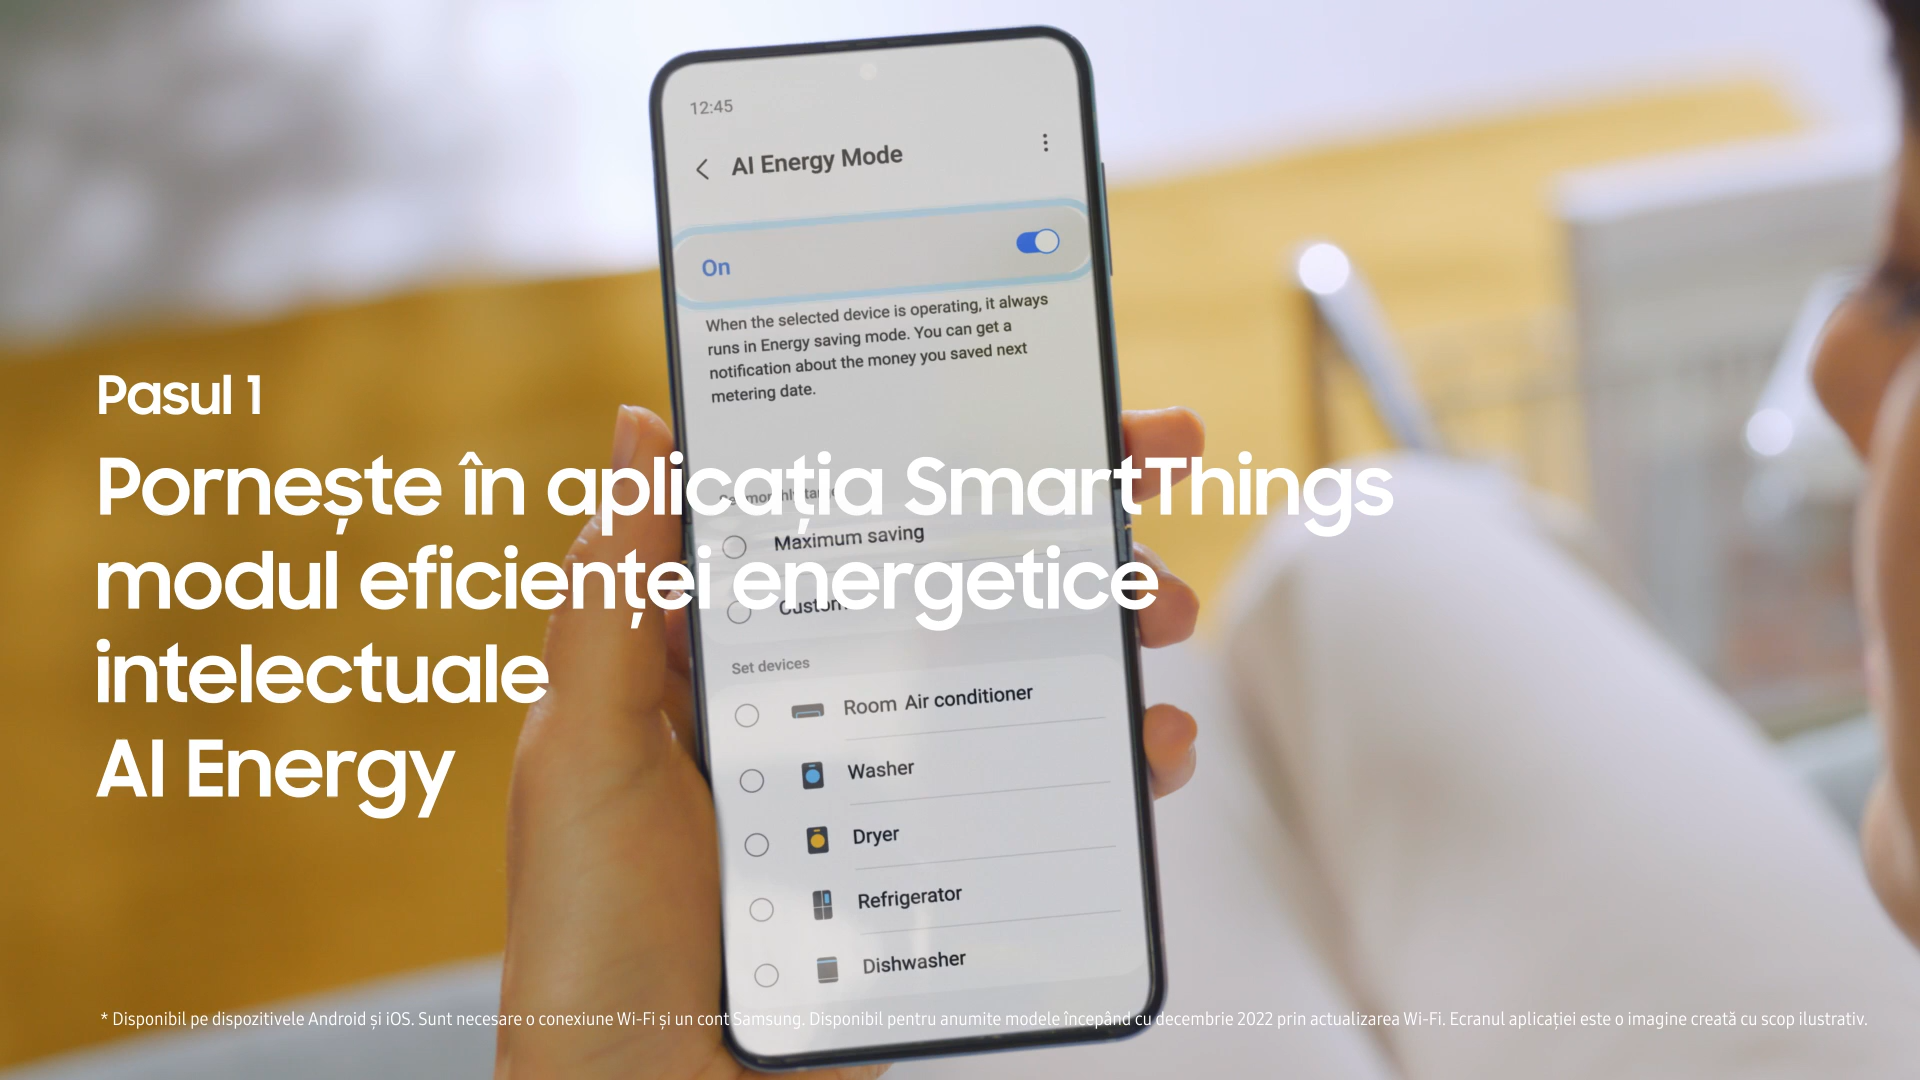 12:45
AI Energy Mode
On
When the selected device is operating, it always
runs in Energy saving mode. You can get a
notification about the money you saved next
metering date.
Pasul 1
Pornește în aplicația SmartThings
modul eficienței energetice
intelectuale
AI Energy
Maximum saving
Custom
Set devices
Room Air conditioner
Washer
Dryer
Refrigerator
Dishwasher
* Disponibil pe dispozitivele Android și iOS. Sunt necesare o conexiune Wi-Fi și un cont Samsung. Disponibil pentru anumite modele începând cu decembrie 2022 prin actualizarea Wi-Fi. Ecranul aplicației este o imagine creată cu scop ilustrativ.